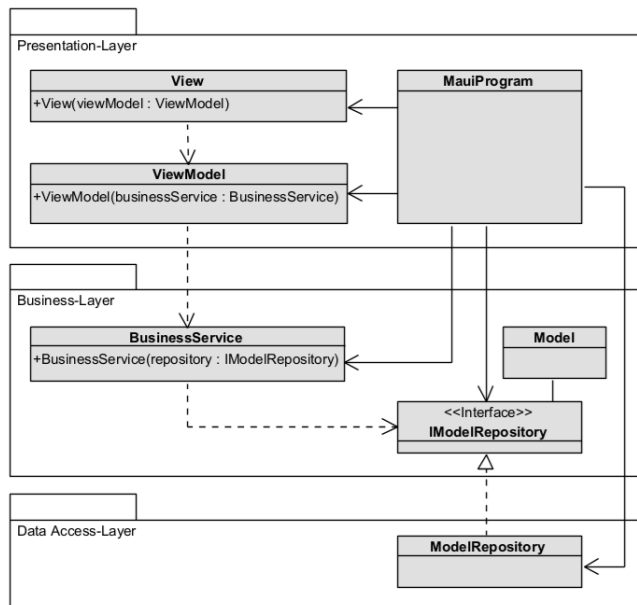 Presentation-Layer
View
+View(viewModel : ViewModel)
MauiProgram
ViewModel
+ViewModel(businessService : BusinessService)
Business-Layer
BusinessService
+BusinessService(repository : IModelRepository)
Model
<<Interface>>
IModelRepository
Data Access-Layer
ModelRepository